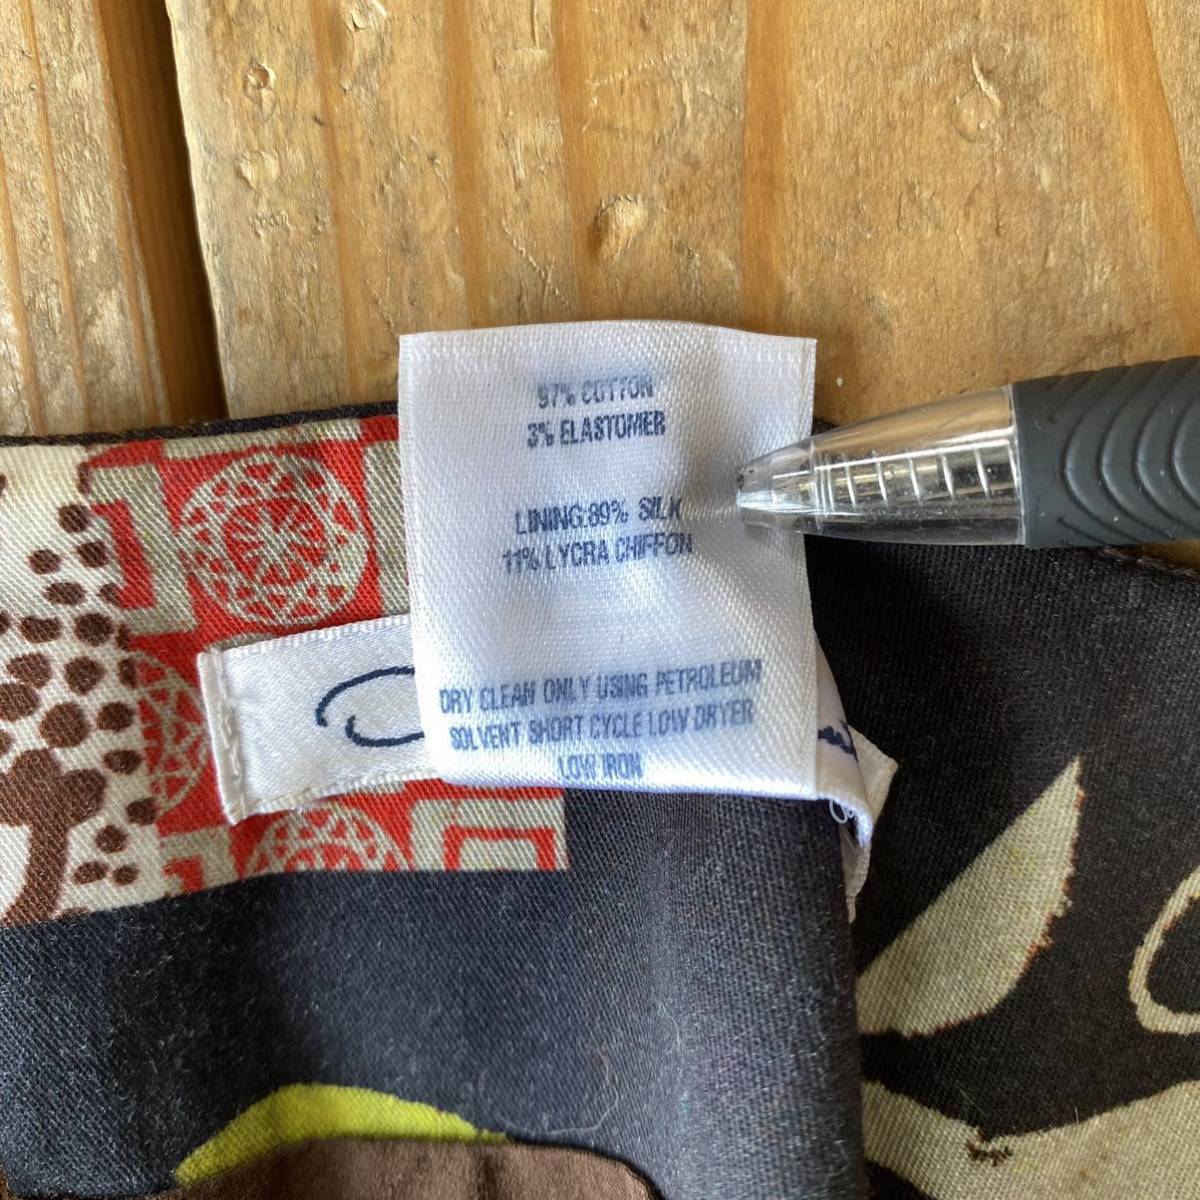 97% COTTON
3% ELASTOMER
LINING:89% SILK
11% LYCRA CHIFFON
DRY CLEAN ONLY USING PETROLEUM
SOLVENT SHORT CYCLE LOW DRYER
LOW IRON